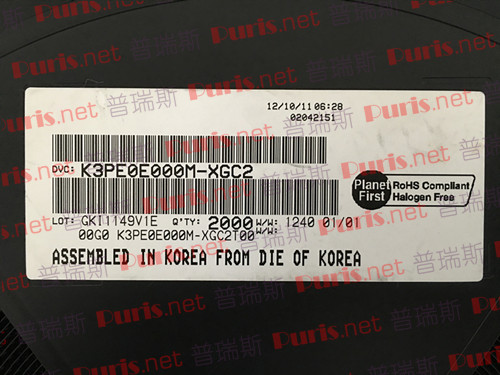 12/10/11 06:28
02042151
DVC: K3PE0E000M-XGC2
Planet First
RoHS Compliant
Halogen Free
LOT: GKT1149V1E Q'TY: 2000 W/W: 1240 01/01
W/W:
00G0 K3PE0E000M-XGC2T00
ASSEMBLED IN KOREA FROM DIE OF KOREA
Puris.net 普瑞斯